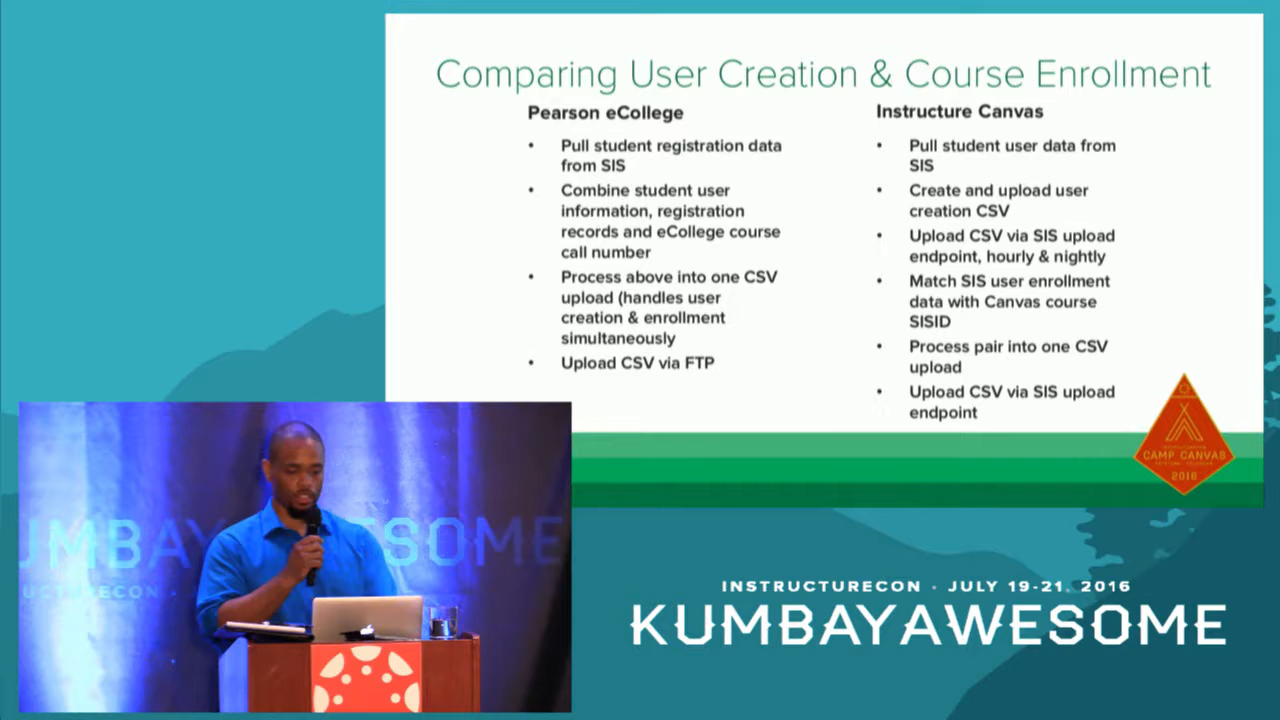 Comparing User Creation & Course Enrollment
Pearson eCollege
• Pull student registration data
from SIS
• Combine student user
information, registration
records and eCollege course
call number
• Process above into one CSV
upload (handles user
creation & enrollment
simultaneously
• Upload CSV via FTP
Instructure Canvas
• Pull student user data from
SIS
• Create and upload user
creation CSV
• Upload CSV via SIS upload
endpoint, hourly & nightly
• Match SIS user enrollment
data with Canvas course
SISID
• Process pair into one CSV
upload
• Upload CSV via SIS upload
endpoint
CAMP CANVAS
2016
UMBAYAWESOME
INSTRUCTURECON • JULY 19-21, 2016
KUMBAYAWESOME